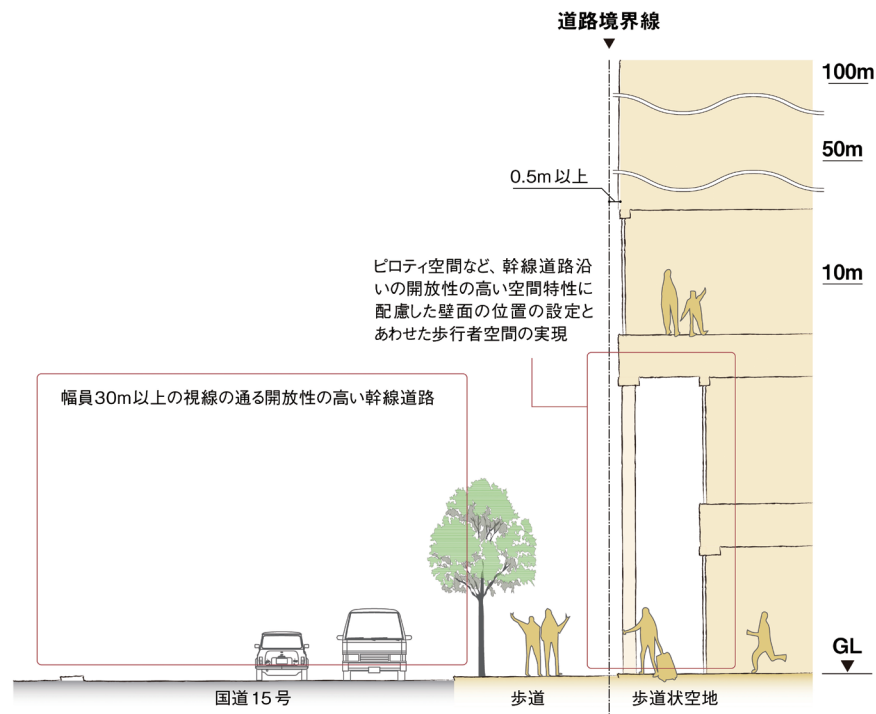 道路境界線
100m
50m
0.5m以上
10m
ピロティ空間など、幹線道路沿
いの開放性の高い空間特性に
配慮した壁面の位置の設定と
あわせた歩行者空間の実現
幅員30m以上の視線の通る開放性の高い幹線道路
GL
国道15号
歩道
歩道状空地